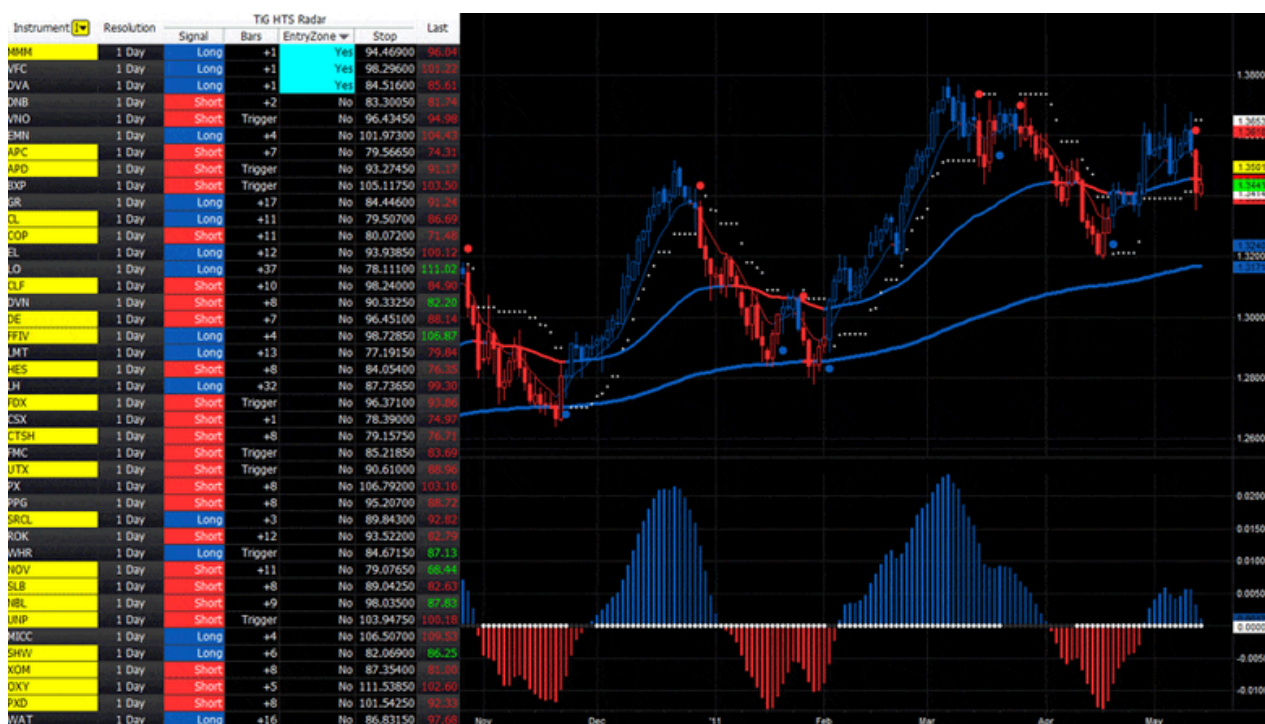 TiG HTS Radar
Instrument Resolution Signal Bars EntryZone Stop Last
MMM 1 Day Long +1 Yes 94.46900 96.04
VFC 1 Day Long +1 Yes 98.29600 101.22
DVA 1 Day Long +1 Yes 84.51600 85.61
DNB 1 Day Short +2 No 83.30050 81.74
VNO 1 Day Short Trigger No 96.43450 94.98
EMN 1 Day Long +4 No 101.97300 104.43
APC 1 Day Short +7 No 79.56650 74.31
APD 1 Day Short Trigger No 93.27450 91.17
BXP 1 Day Short Trigger No 105.11750 103.50
GR 1 Day Long +17 No 84.44600 91.24
CL 1 Day Long +11 No 79.50700 86.69
COP 1 Day Short +11 No 80.07200 71.48
EL 1 Day Long +12 No 93.93850 100.12
LO 1 Day Long +37 No 78.11100 111.02
CLF 1 Day Short +10 No 98.24000 84.90
DVN 1 Day Short +8 No 90.33250 82.20
DE 1 Day Short +7 No 96.45100 88.14
FFIV 1 Day Long +4 No 98.72850 106.87
LMT 1 Day Long +13 No 77.19150 79.84
HES 1 Day Short +8 No 84.05400 76.35
LH 1 Day Long +32 No 87.73650 99.30
FDX 1 Day Short Trigger No 96.37100 93.86
CSX 1 Day Short +1 No 78.39000 74.97
CTSH 1 Day Short +8 No 79.15750 76.71
FMC 1 Day Short Trigger No 85.21850 83.69
UTX 1 Day Short Trigger No 90.61000 88.96
PX 1 Day Short +8 No 106.79200 103.16
PPG 1 Day Short +8 No 95.20700 88.72
SRCL 1 Day Long +3 No 89.84300 92.82
ROK 1 Day Short +12 No 93.52200 82.79
WHR 1 Day Long Trigger No 84.67150 87.13
NOV 1 Day Short +11 No 79.07650 68.44
SLB 1 Day Short +8 No 89.04250 82.63
NBL 1 Day Short +9 No 98.03500 87.83
UNP 1 Day Short Trigger No 103.94750 100.18
MICC 1 Day Long +4 No 106.50700 109.53
SHW 1 Day Long +6 No 82.06900 86.25
XOM 1 Day Short +8 No 87.35400 81.00
OXY 1 Day Short +5 No 111.53850 102.60
PXD 1 Day Short +8 No 101.54250 92.33
WAT 1 Day Long +16 No 86.83150 97.68
1.3800
1.3653
1.3501
1.3441
1.3414
1.3200
1.3000
1.2800
1.2600
0.0200
0.0150
0.0100
0.0050
0.0000
-0.0050
-0.0100
Nov Dec '11 Feb Mar Apr May